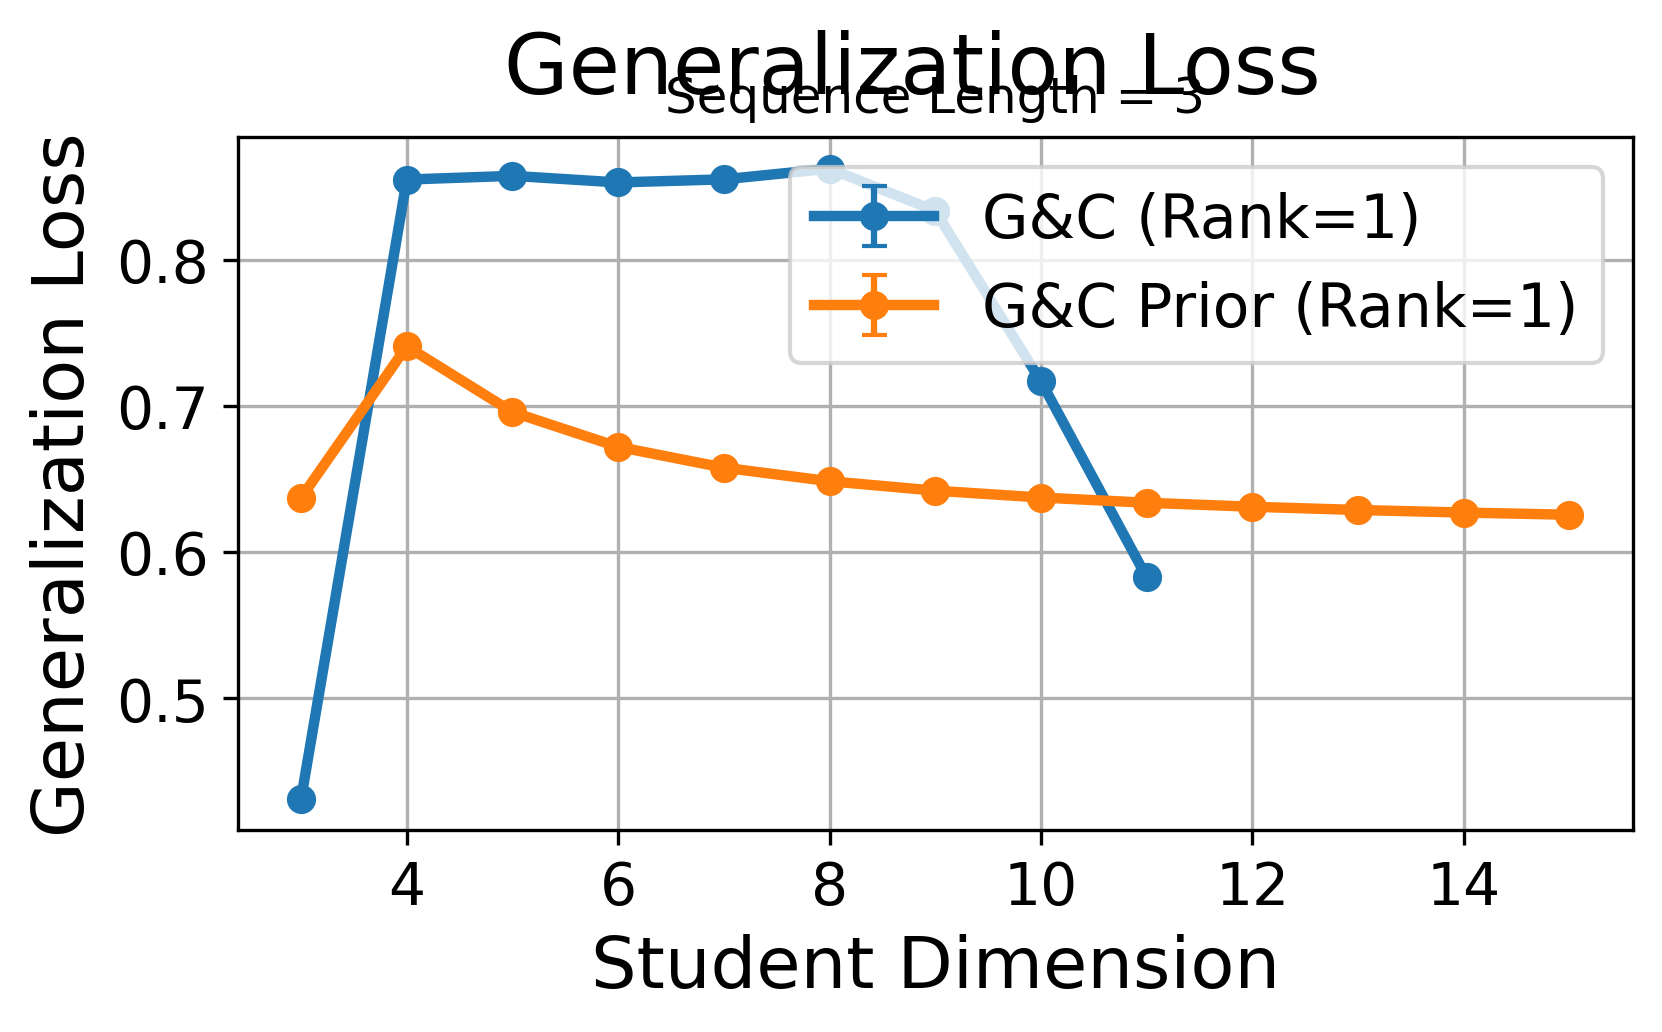 Generalization Loss
Sequence Length = 3
Generalization Loss
0.8
0.7
0.6
0.5
G&C (Rank=1)
G&C Prior (Rank=1)
4 6 8 10 12 14
Student Dimension